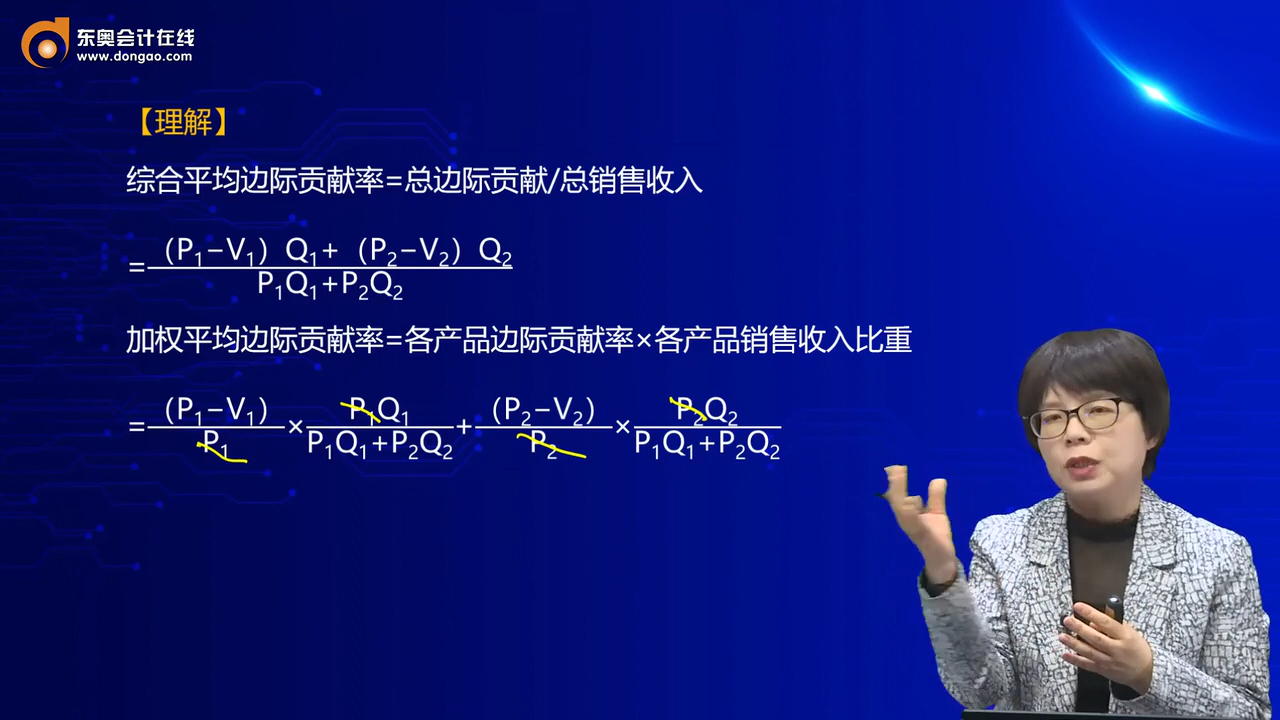 东奥会计在线
www.dongao.com
【理解】
综合平均边际贡献率=总边际贡献/总销售收入
=(P₁−V₁)Q₁+(P₂−V₂)Q₂
P₁Q₁+P₂Q₂
加权平均边际贡献率=各产品边际贡献率×各产品销售收入比重
=(P₁−V₁)/P₁×P₁Q₁/P₁Q₁+P₂Q₂+(P₂−V₂)/P₂×P₂Q₂/P₁Q₁+P₂Q₂